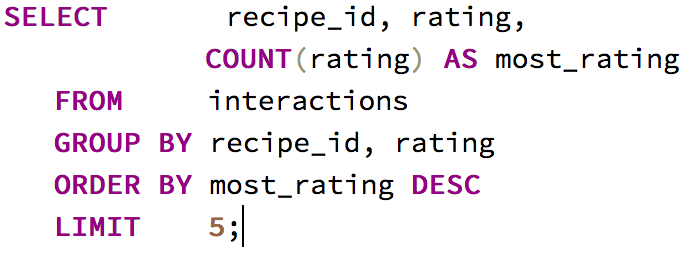 SELECT recipe_id, rating,
COUNT(rating) AS most_rating
FROM interactions
GROUP BY recipe_id, rating
ORDER BY most_rating DESC
LIMIT 5;